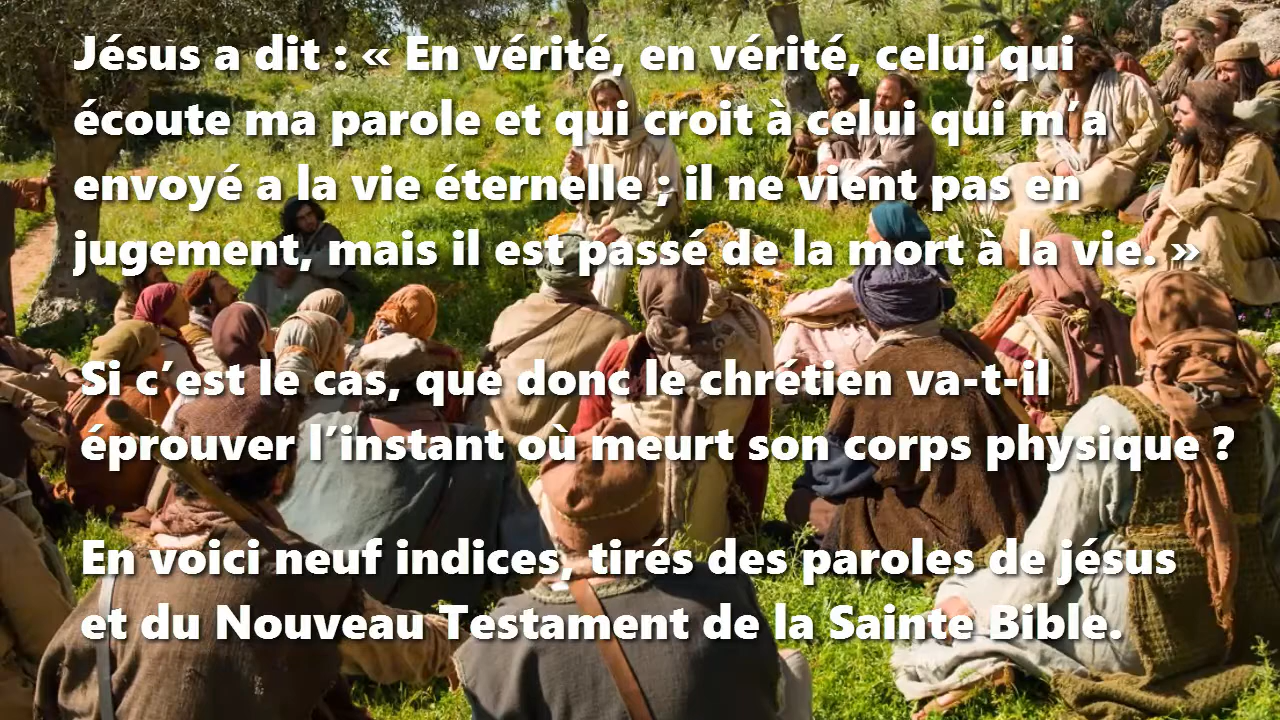 Jésus a dit : « En vérité, en vérité, celui qui
écoute ma parole et qui croit à celui qui m’a
envoyé a la vie éternelle ; il ne vient pas en
jugement, mais il est passé de la mort à la vie. »
Si c’est le cas, que donc le chrétien va-t-il
éprouver l’instant où meurt son corps physique ?
En voici neuf indices, tirés des paroles de jésus
et du Nouveau Testament de la Sainte Bible.